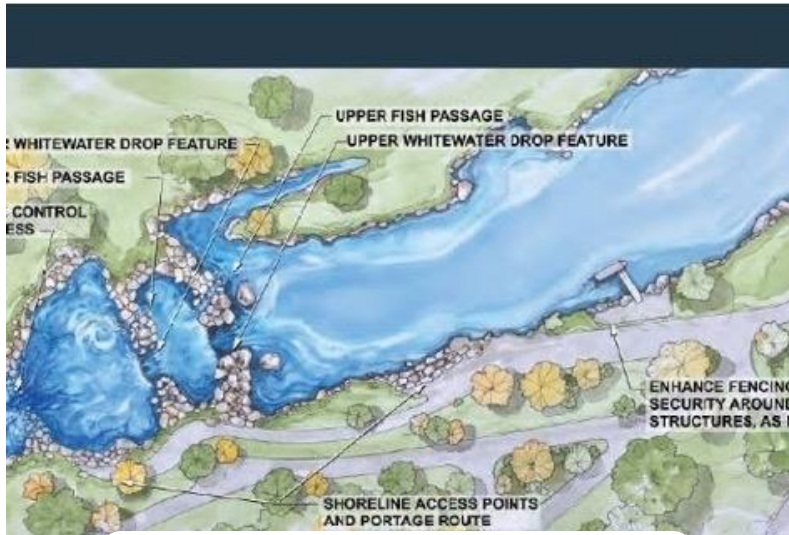 UPPER FISH PASSAGE
R WHITEWATER DROP FEATURE
UPPER WHITEWATER DROP FEATURE
R FISH PASSAGE
CONTROL
ESS
ENHANCE FENCING
SECURITY AROUND
STRUCTURES, AS
SHORELINE ACCESS POINTS
AND PORTAGE ROUTE